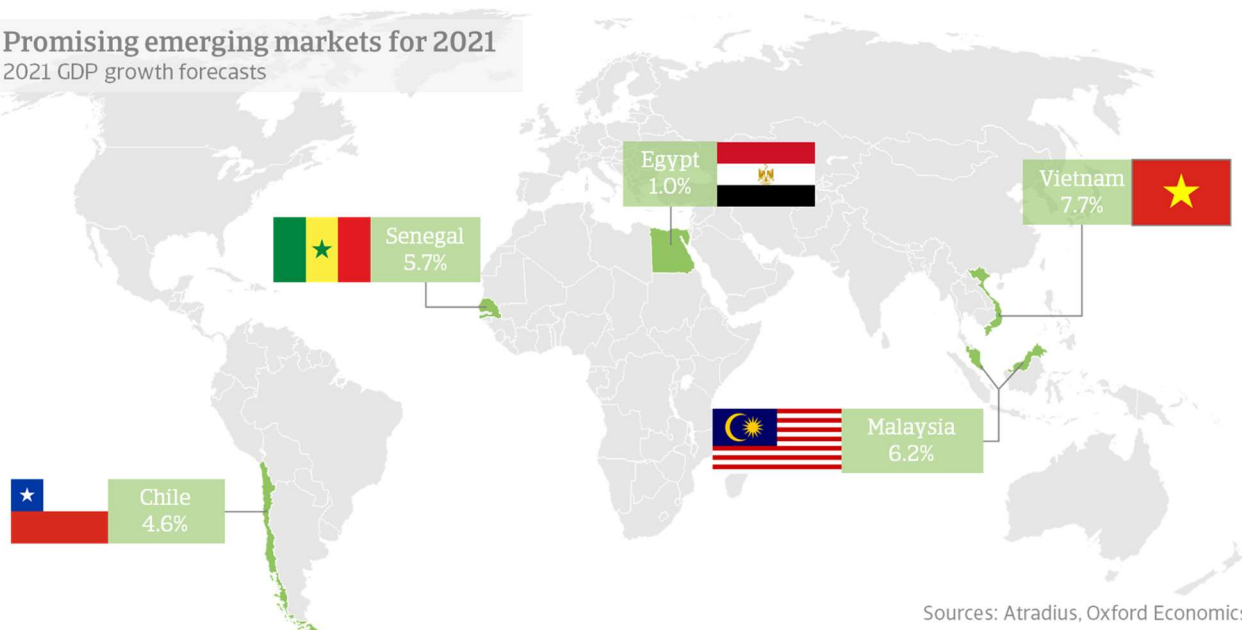 Promising emerging markets for 2021
2021 GDP growth forecasts
Egypt
1.0%
Vietnam
7.7%
Senegal
5.7%
Malaysia
6.2%
Chile
4.6%
Sources: Atradius, Oxford Economics